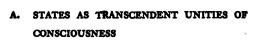 A. STATES AS TRANSCENDENT UNITIES OF
CONSCIOUSNESS